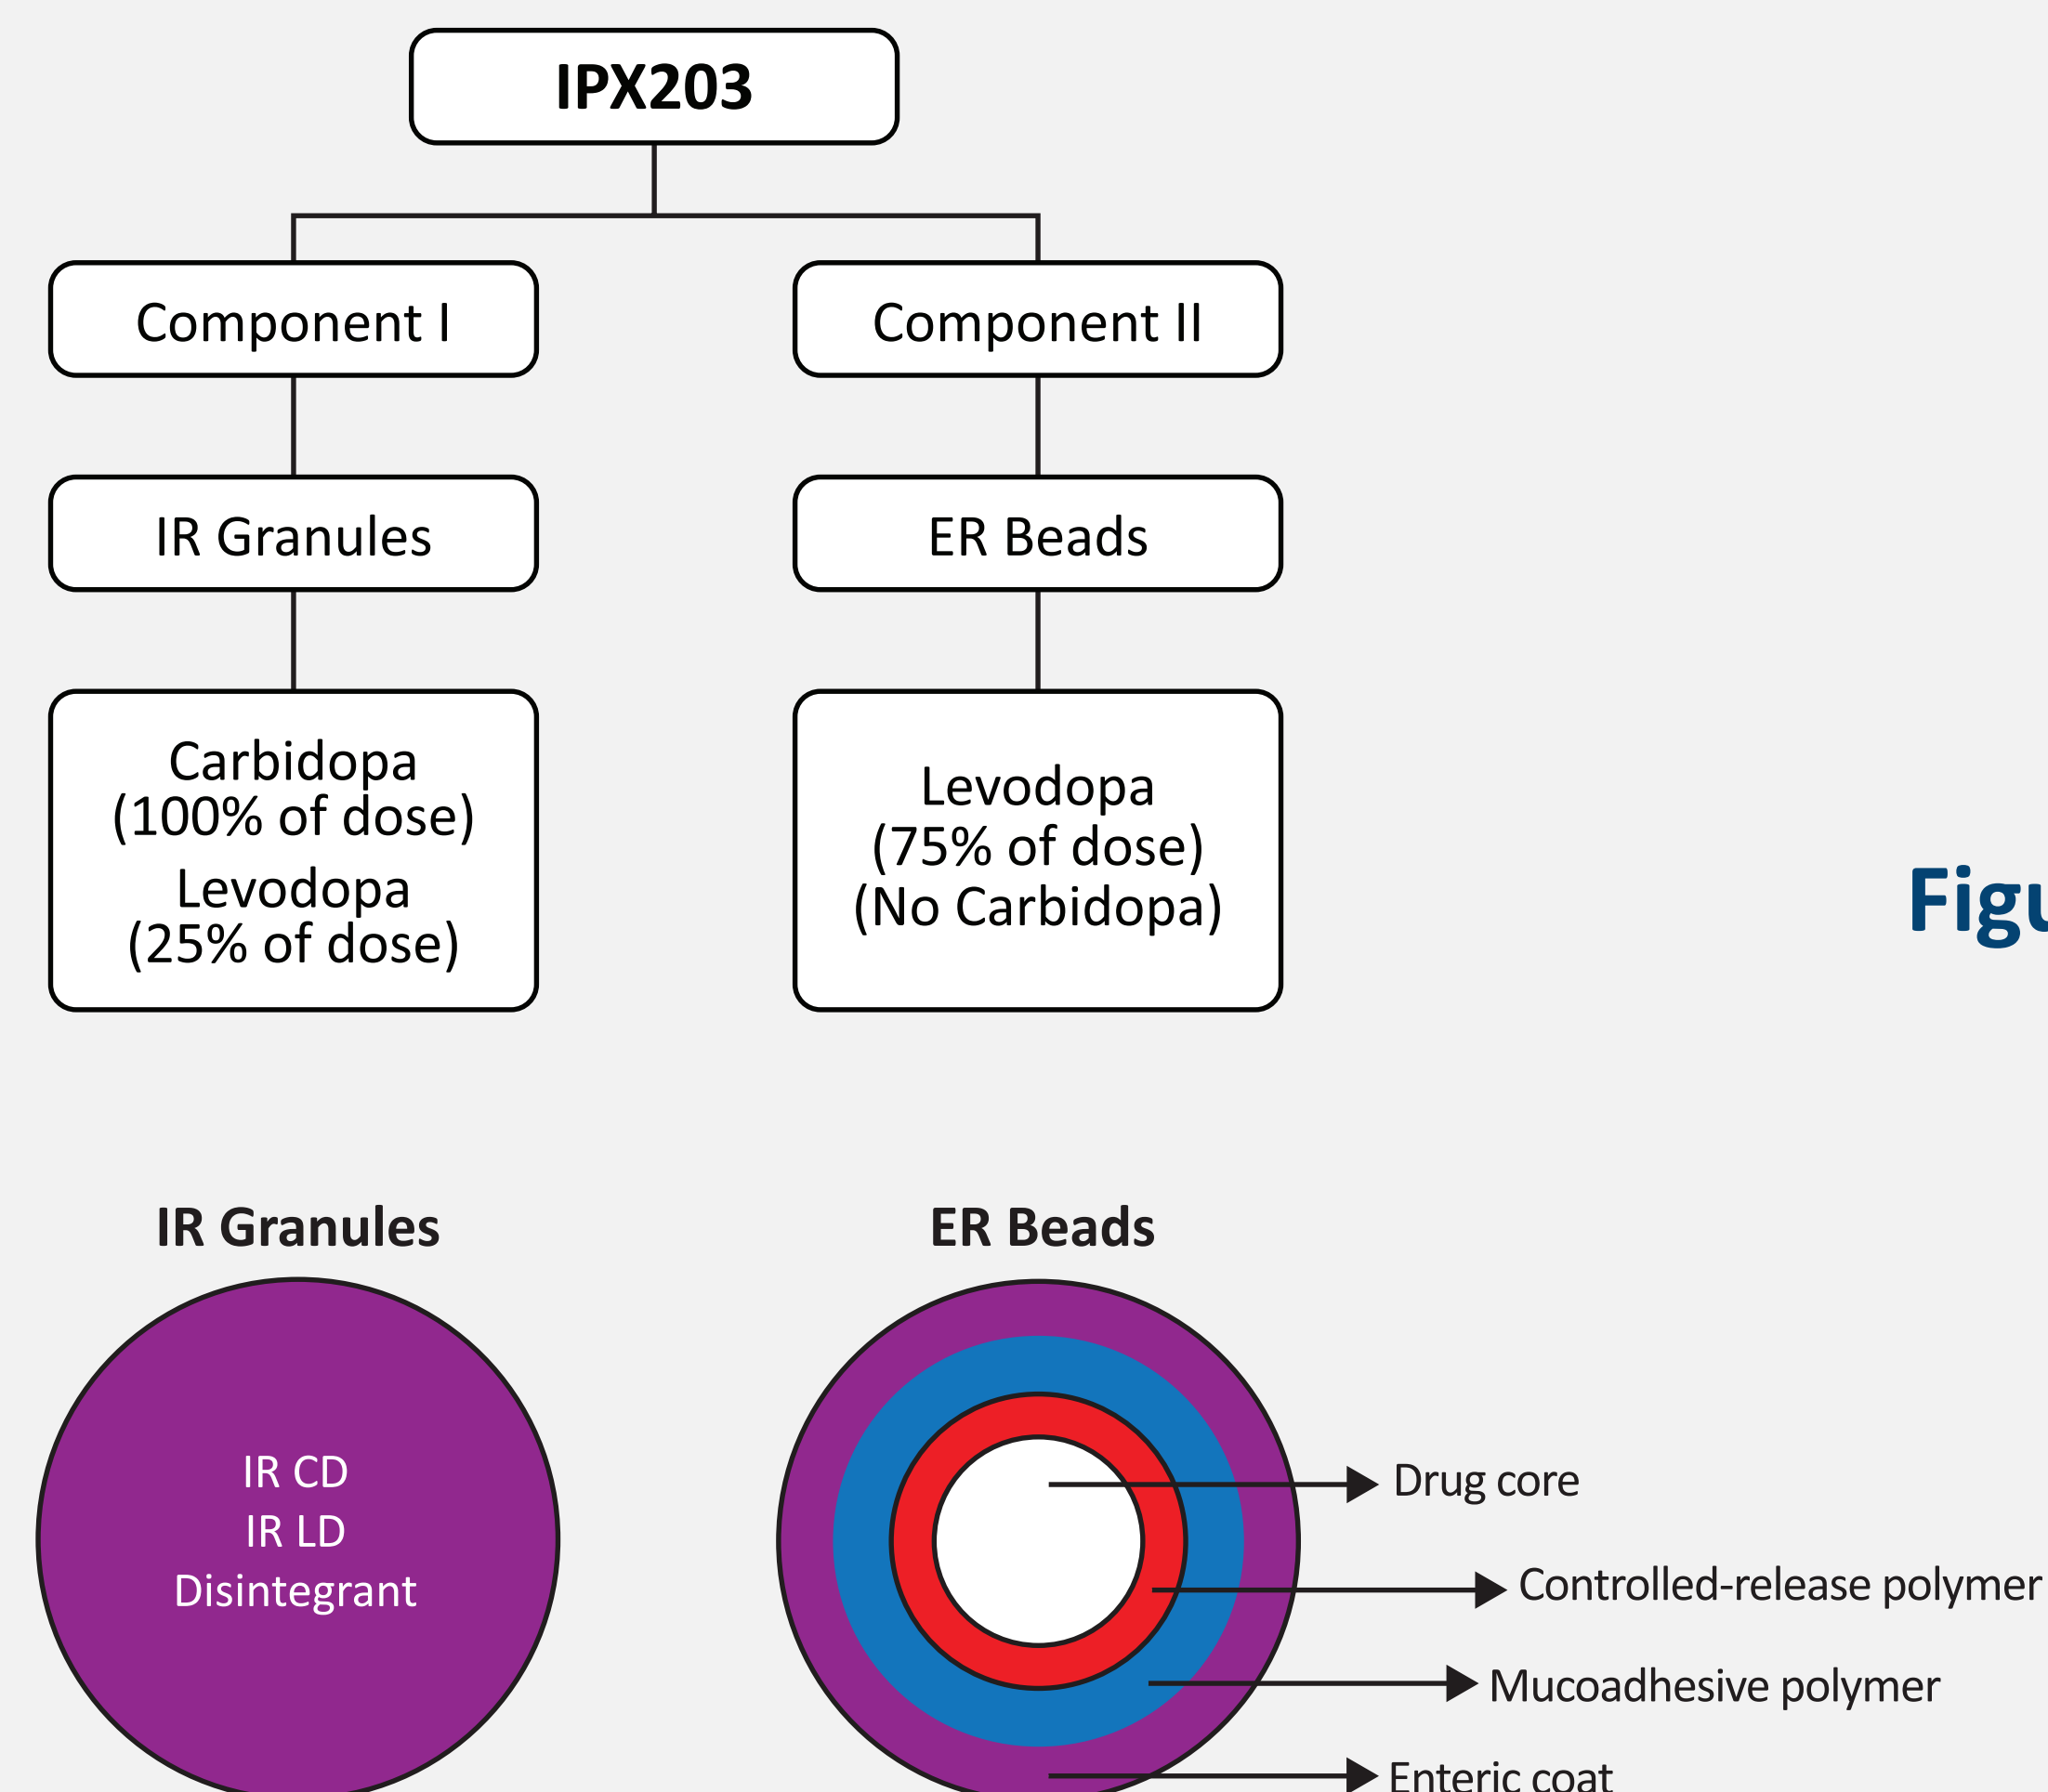 IPX203
Component I
Component II
IR Granules
ER Beads
Carbidopa
(100% of dose)
Levodopa
(25% of dose)
Levodopa
(75% of dose)
(No Carbidopa)
IR Granules
ER Beads
IR CD
IR LD
Disintegrant
Drug core
Controlled-release polymer
Mucoadhesive polymer
Enteric coat